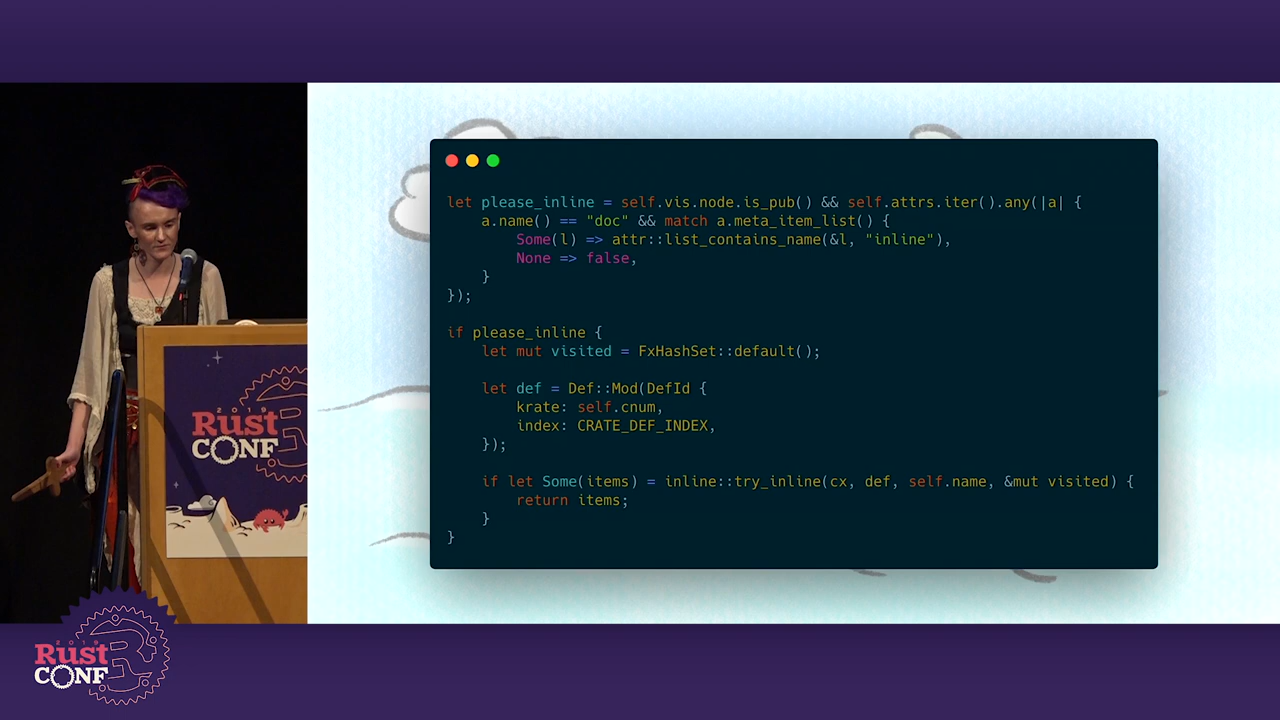 let please_inline = self.vis.node.is_pub() && self.attrs.iter().any(|a| {
    a.name() == "doc" && match a.meta_item_list() {
        Some(l) => attr::list_contains_name(&l, "inline"),
        None => false,
    }
});
if please_inline {
    let mut visited = FxHashSet::default();
    let def = Def::Mod(DefId {
        krate: self.cnum,
        index: CRATE_DEF_INDEX,
    });
    if let Some(items) = inline::try_inline(cx, def, self.name, &mut visited) {
        return items;
    }
}
2019
Rust
CONF
R
2019
Rust
CONF
R